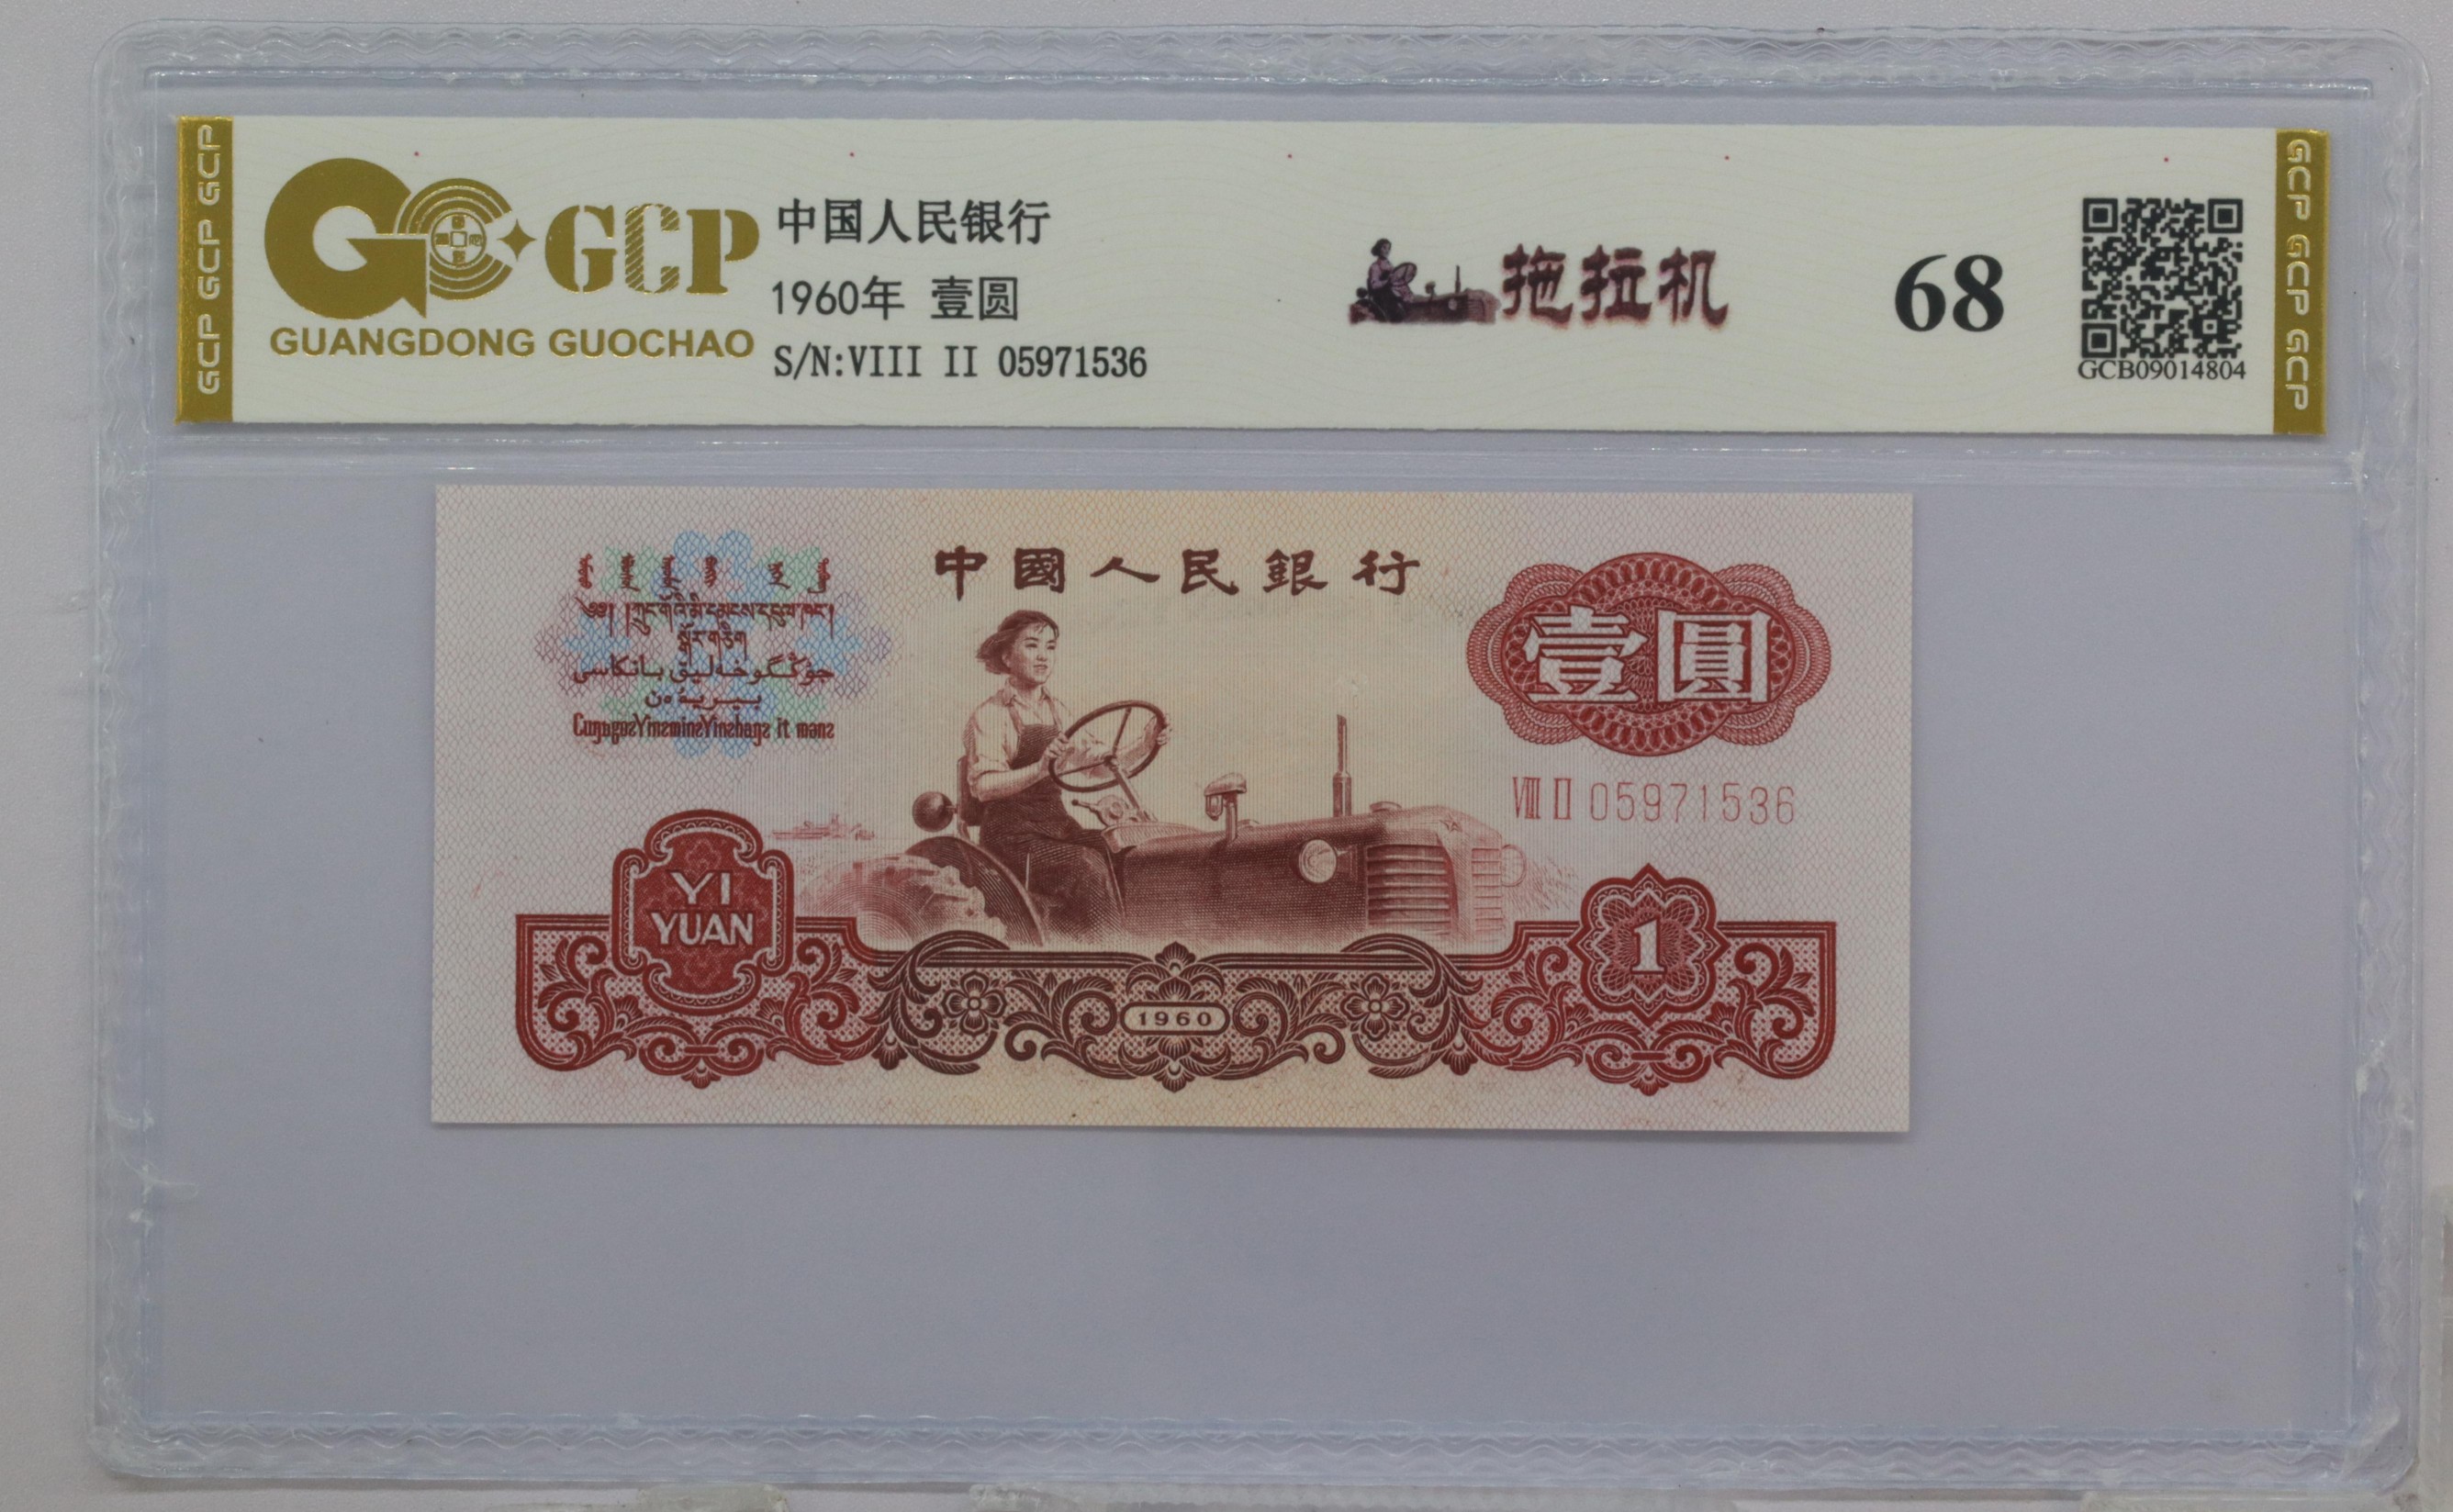 GCP GCP GCP
GCP
GUANGDONG GUOCHAO
中国人民银行
1960年 壹圆
S/N:VIII II 05971536
拖拉机
68
GCB09014804
GCP GCP GCP
中國人民銀行
壹圓
VIII II 05971536
YI
YUAN
1960
1